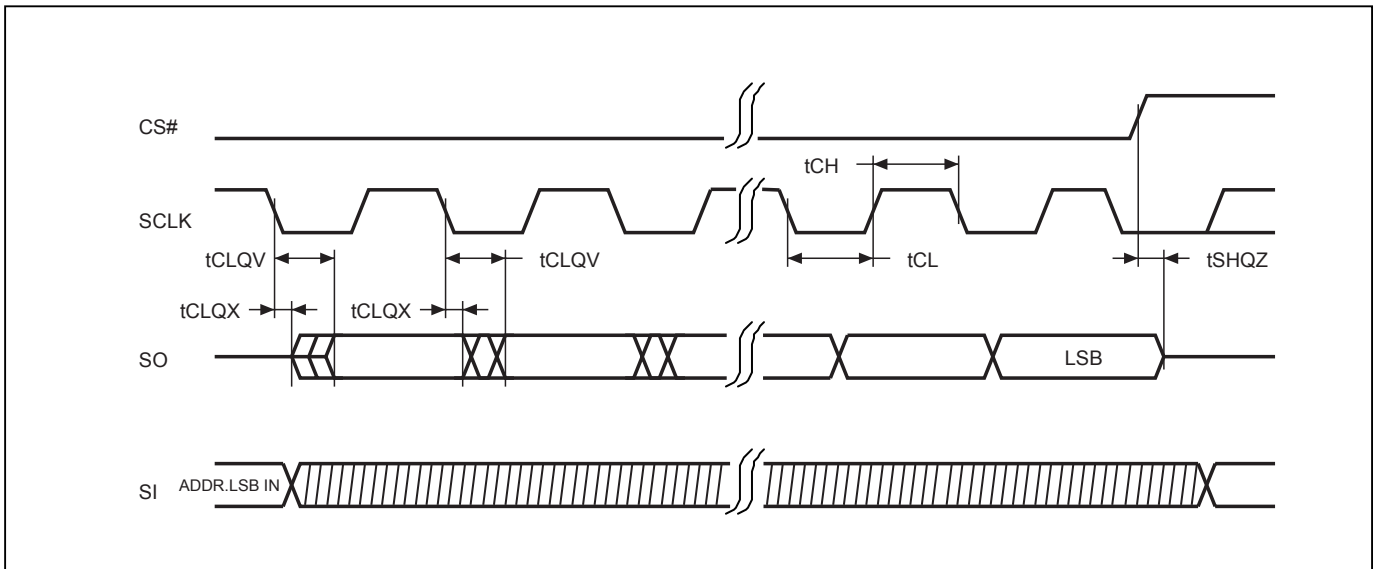 CS#
tCH
SCLK
tCLQV
tCLQV
tCL
tSHQZ
tCLQX
tCLQX
SO
LSB
SI
ADDR.LSB IN